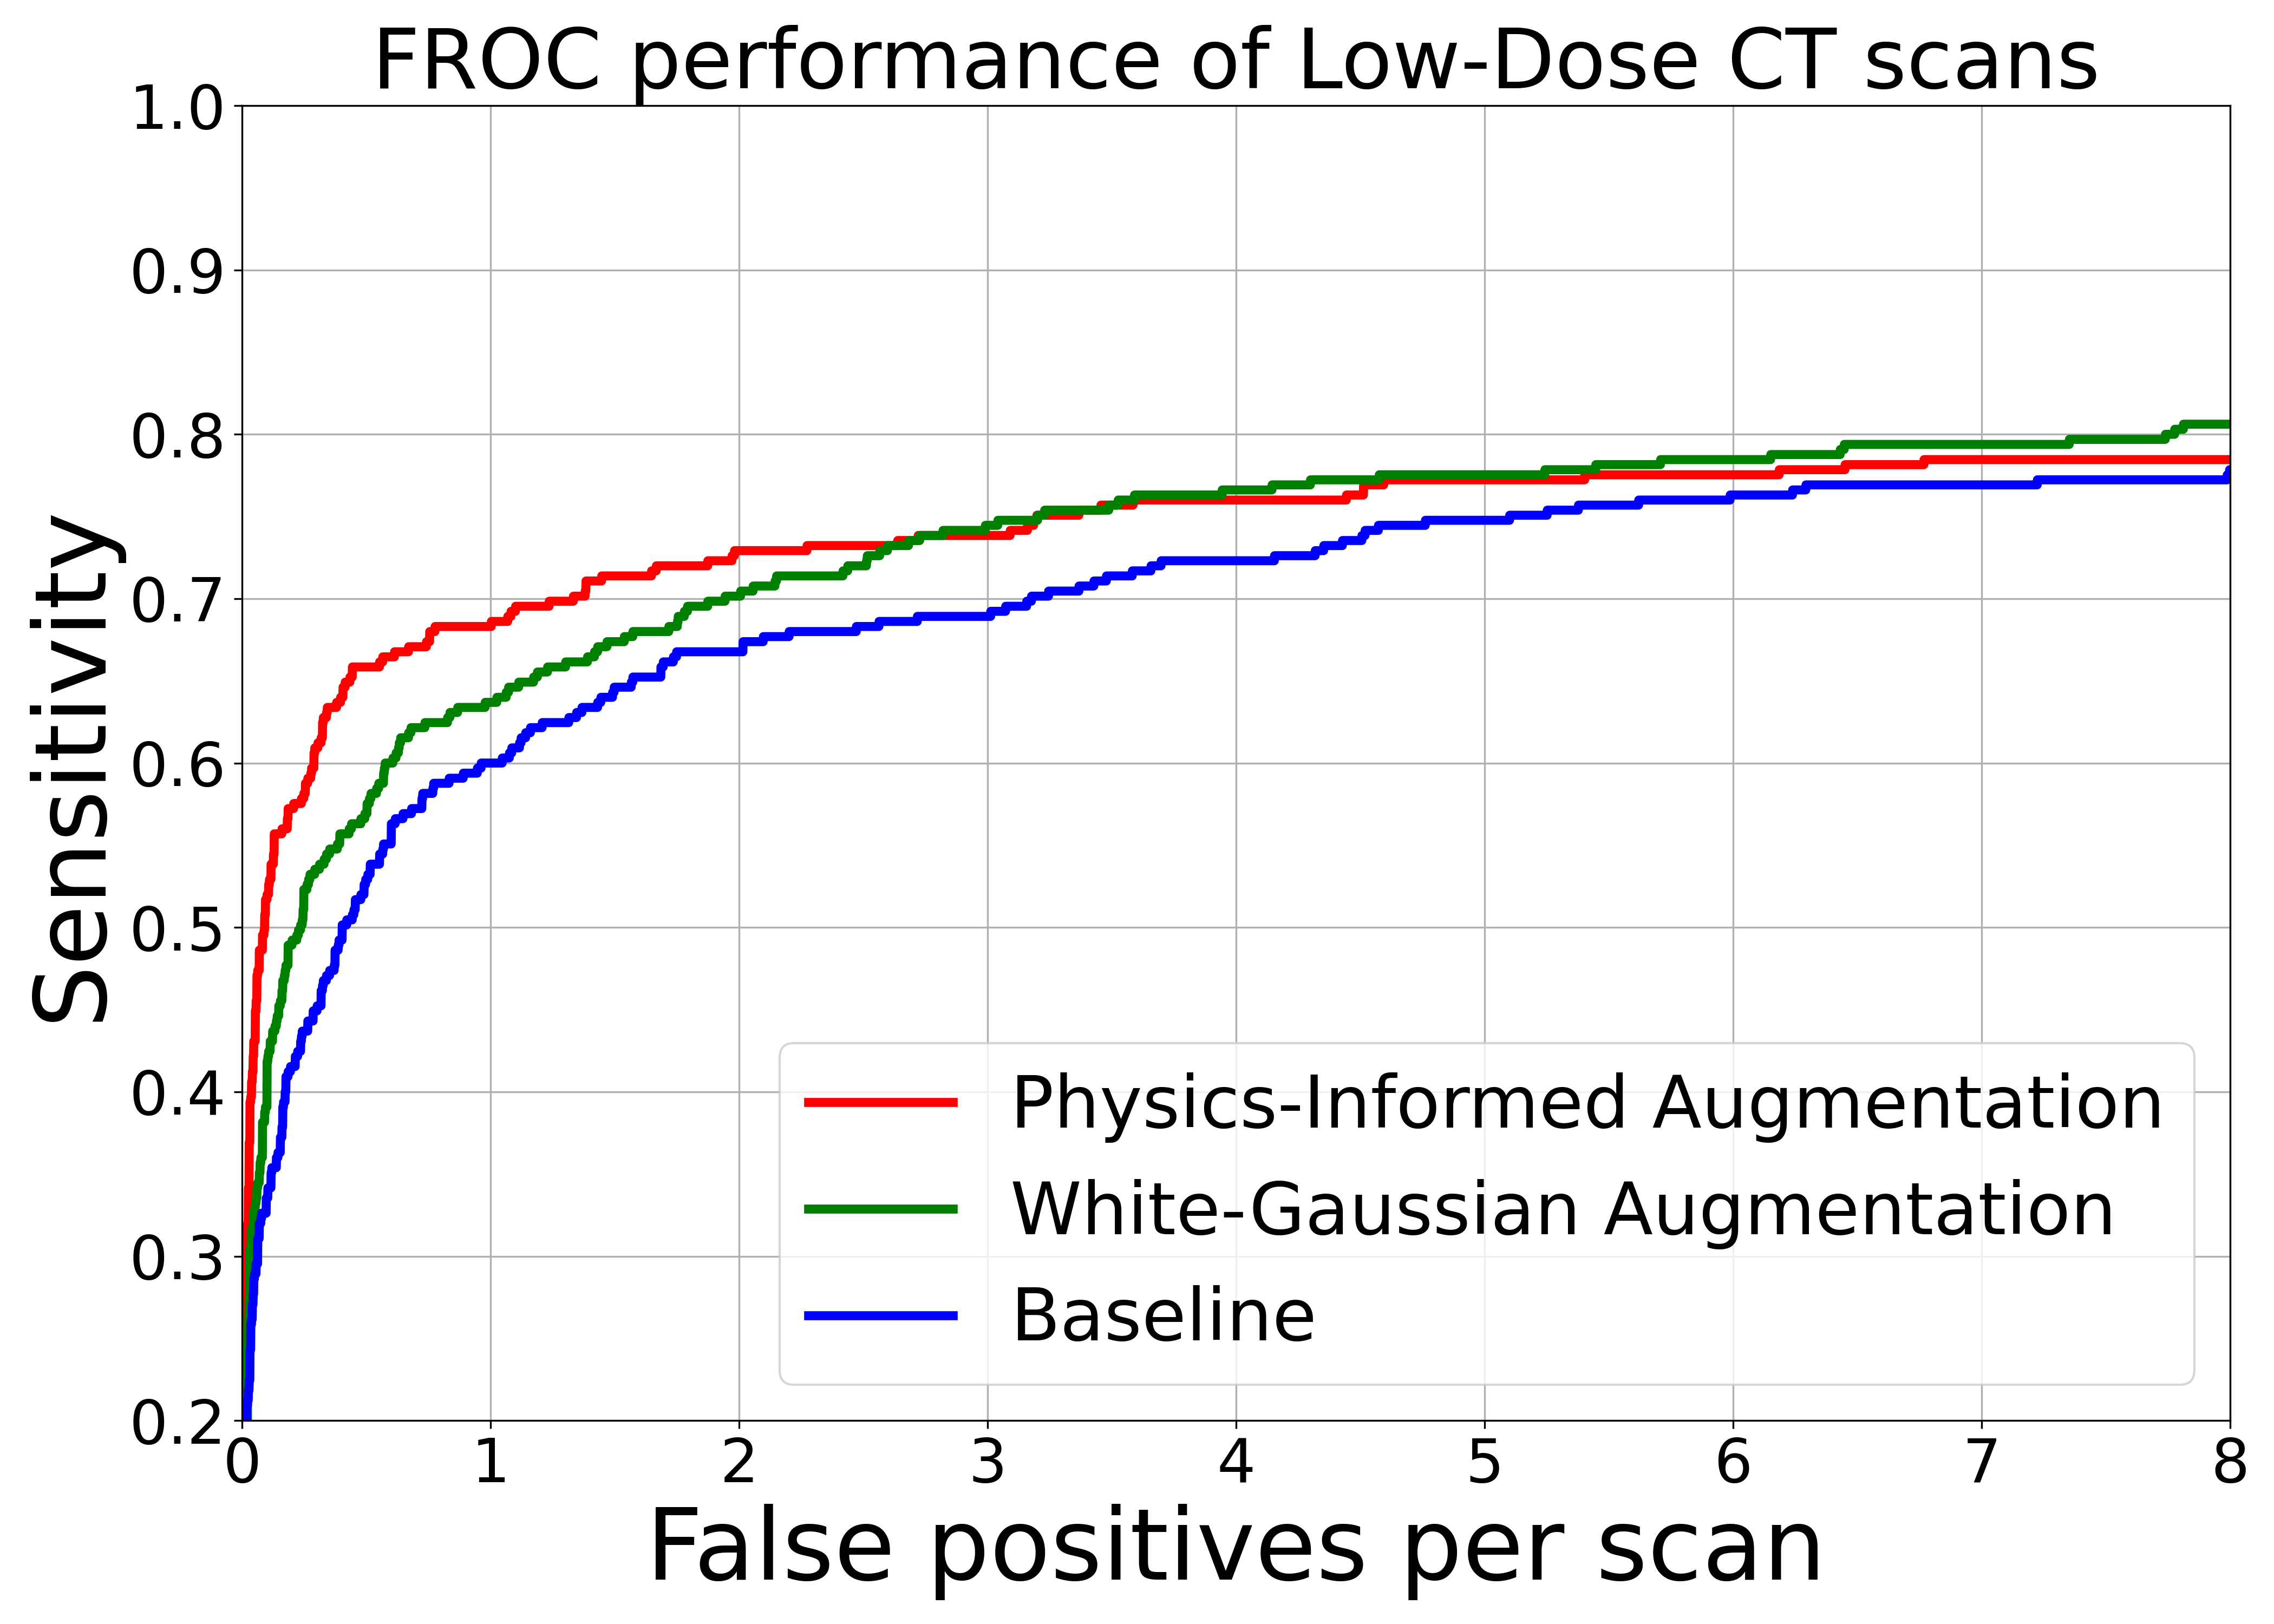 FROC performance of Low-Dose CT scans
1.0
0.9
0.8
0.7
0.6
0.5
0.4
0.3
0.2
Sensitivity
Physics-Informed Augmentation
White-Gaussian Augmentation
Baseline
0 1 2 3 4 5 6 7 8
False positives per scan